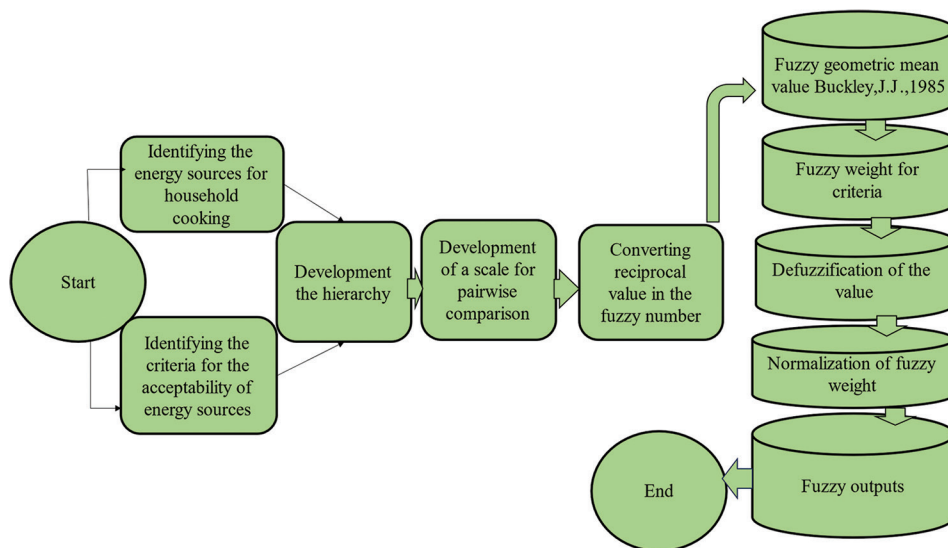 Start
Identifying the
energy sources for
household
cooking
Identifying the
criteria for the
acceptability of
energy sources
Development
the hierarchy
Development
of a scale for
pairwise
comparison
Converting
reciprocal
value in the
fuzzy number
Fuzzy geometric mean
value Buckley,J.J.,1985
Fuzzy weight for
criteria
Defuzzification of the
value
Normalization of fuzzy
weight
Fuzzy outputs
End